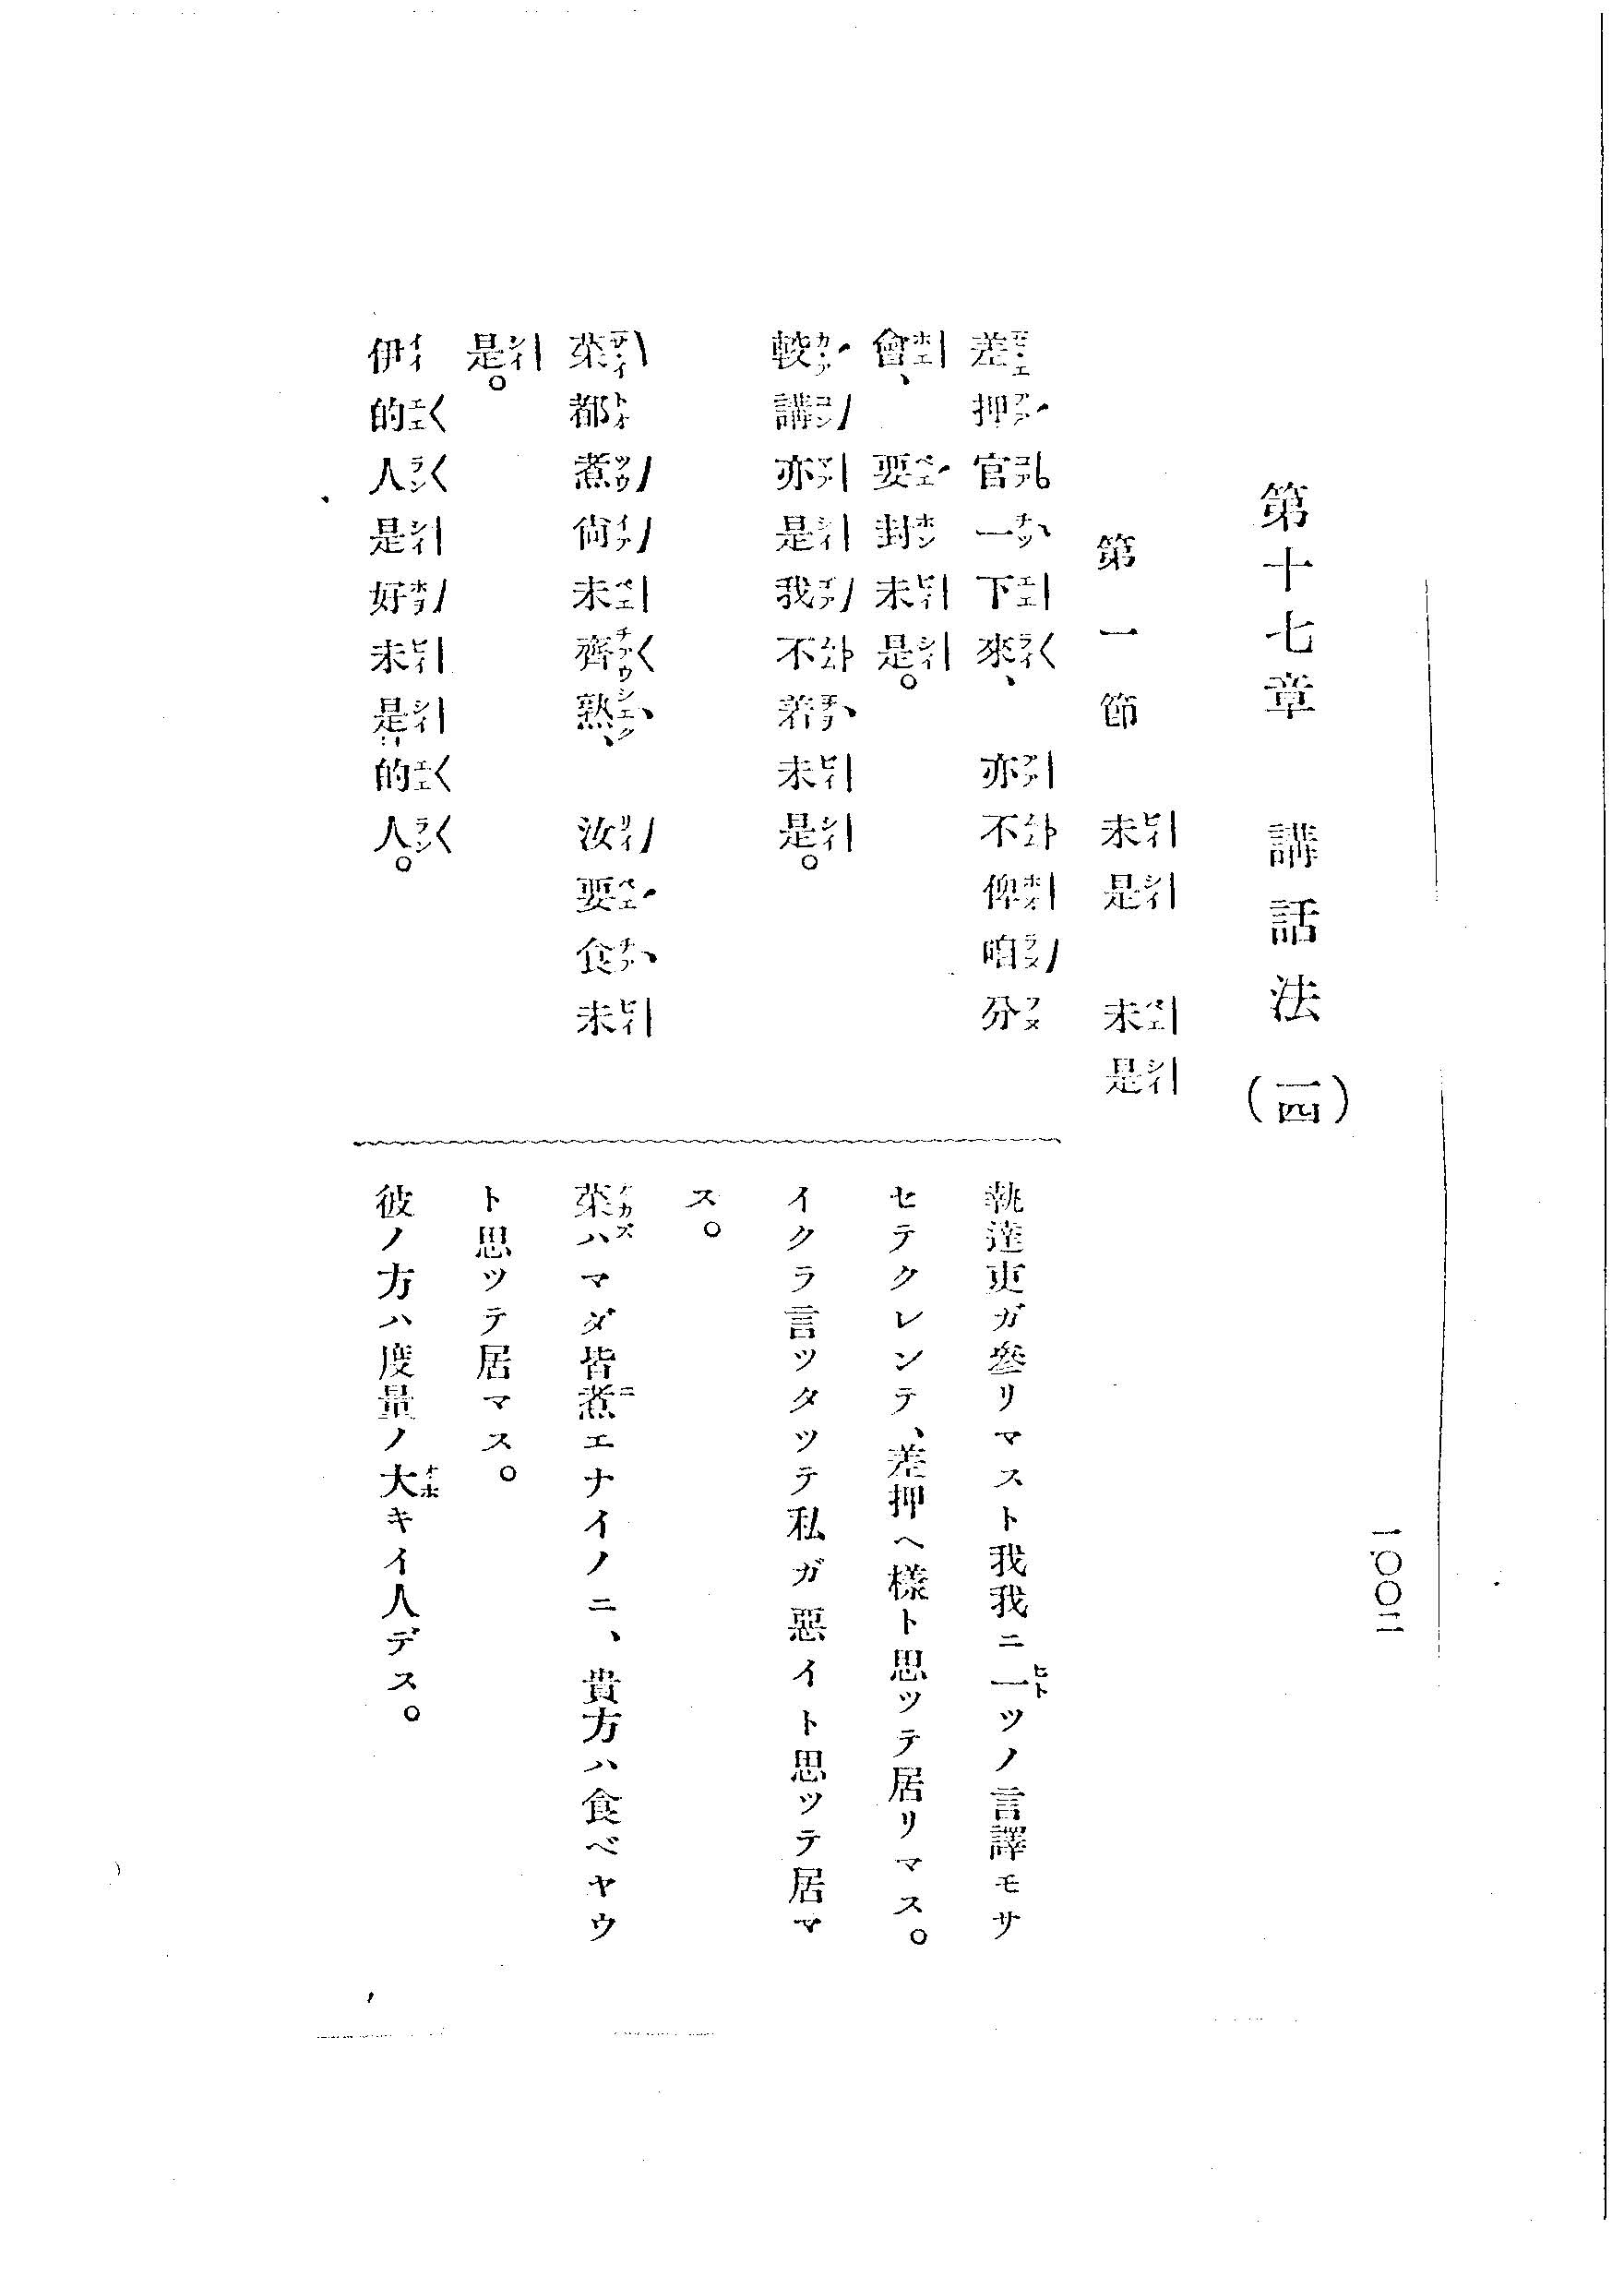 一〇〇二
第十七章 講話法(一四)
第一節 未是 未是
差押官一下來、亦不俾咱分
會、要封未是。
較講亦是我不着未是。
菜都煮尙未齊熟、汝要食未
是。
伊的人是好未是的人。
執達吏ガ參リマスト我我ニ一ツノ言譯モサ
セテクレンテ、差押ヘ樣ト思ッテ居リマス。
イクラ言ッタッテ私ガ惡イト思ッテ居マ
ス。
菜ハマダ皆煮エナイノニ、貴方ハ食ベヤウ
ト思ッテ居マス。
彼ノ方ハ度量ノ大キイ人デス。